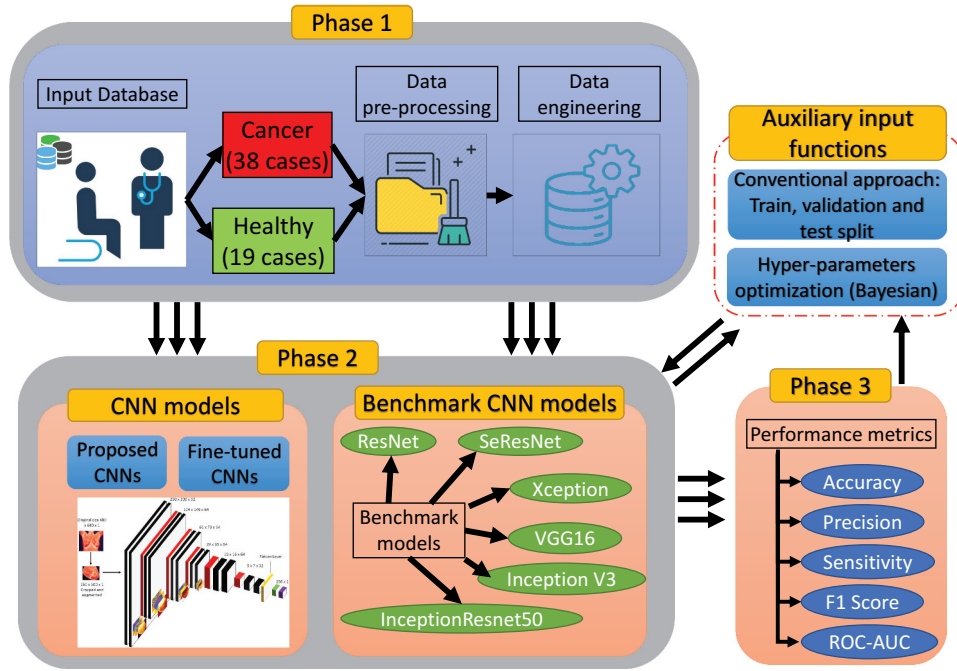 Phase 1
Input Database
Cancer
(38 cases)
Healthy
(19 cases)
Data
pre-processing
Data
engineering
Auxiliary input
functions
Conventional approach:
Train, validation and
test split
Hyper-parameters
optimization (Bayesian)
Phase 2
CNN models
Proposed
CNNs
Fine-tuned
CNNs
Benchmark CNN models
ResNet
SeResNet
Xception
VGG16
Inception V3
InceptionResnet50
Benchmark
models
Phase 3
Performance metrics
Accuracy
Precision
Sensitivity
F1 Score
ROC-AUC